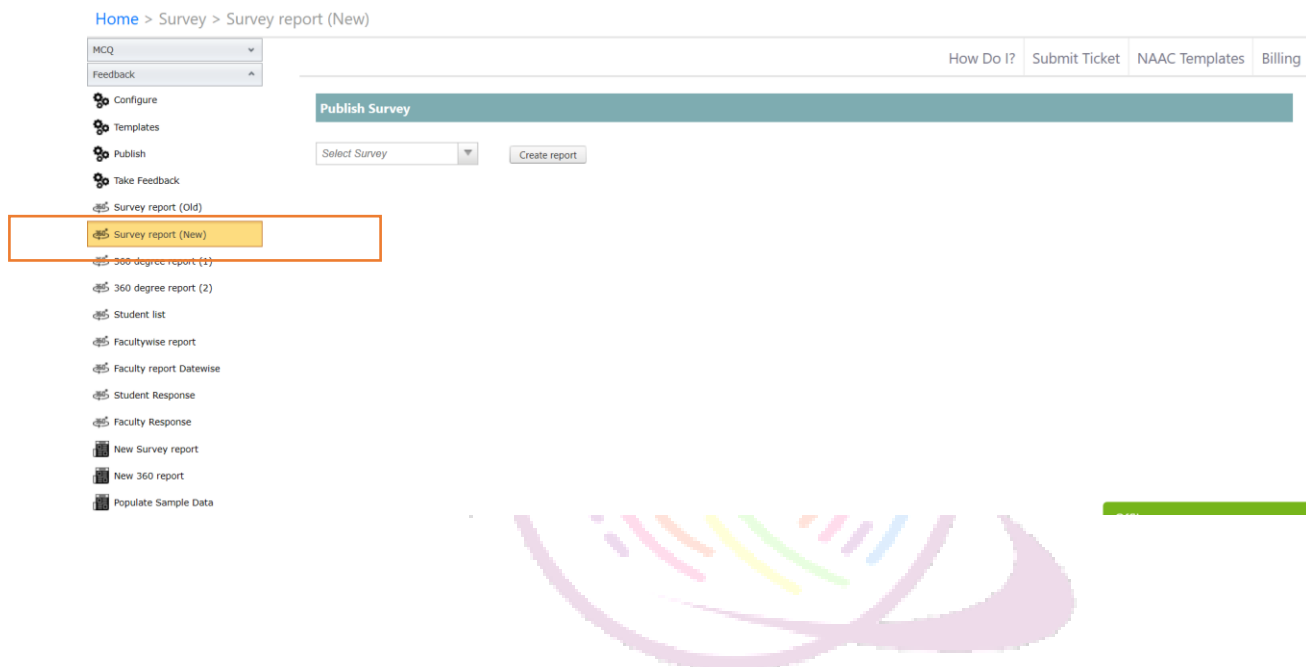 Home > Survey > Survey report (New)
MCQ
How Do I? Submit Ticket NAAC Templates Billing
Feedback
Configure
Publish Survey
Templates
Publish
Select Survey Create report
Take Feedback
Survey report (Old)
Survey report (New)
360 degree report (1)
360 degree report (2)
Student list
Facultywise report
Faculty report Datewise
Student Response
Faculty Response
New Survey report
New 360 report
Populate Sample Data